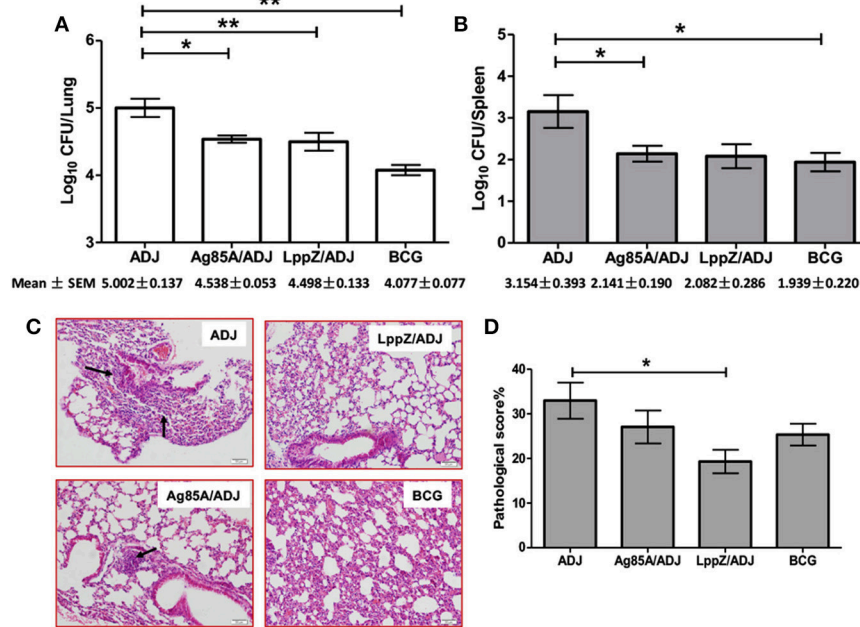 A
**
**
*
6
5
4
3
Log10 CFU/Lung
ADJ Ag85A/ADJ LppZ/ADJ BCG
Mean ± SEM 5.002±0.137 4.538±0.053 4.498±0.133 4.077±0.077
B
*
*
5
4
3
2
1
0
Log10 CFU/Spleen
ADJ Ag85A/ADJ LppZ/ADJ BCG
3.154±0.393 2.141±0.190 2.082±0.286 1.939±0.220
C
ADJ
LppZ/ADJ
Ag85A/ADJ
BCG
D
*
40
30
20
10
0
Pathological score%
ADJ Ag85A/ADJ LppZ/ADJ BCG